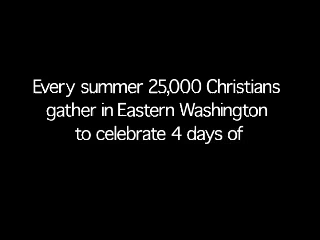 Every summer 25,000 Christians
gather in Eastern Washington
to celebrate 4 days of